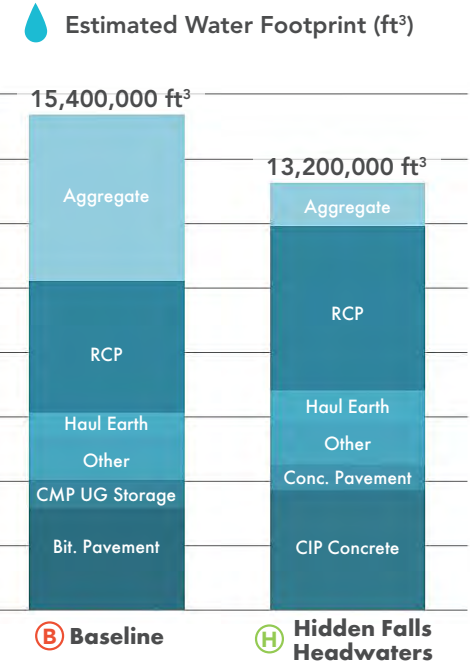 Estimated Water Footprint (ft³)
15,400,000 ft³
Aggregate
RCP
Haul Earth
Other
CMP UG Storage
Bit. Pavement
B Baseline
13,200,000 ft³
Aggregate
RCP
Haul Earth
Other
Conc. Pavement
CIP Concrete
H Hidden Falls
Headwaters